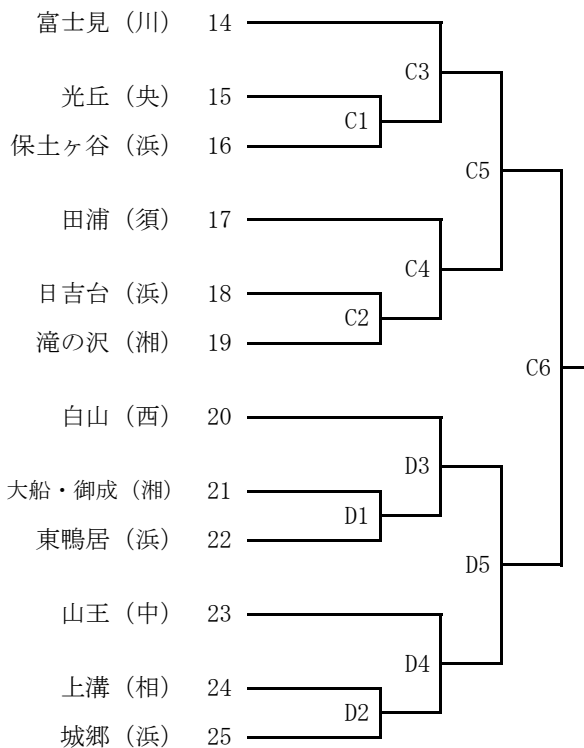 富士見（川） 14
C3
光丘（央） 15
C1
保土ヶ谷（浜） 16
C5
田浦（須） 17
C4
日吉台（浜） 18
C2
滝の沢（湘） 19
C6
白山（西） 20
D3
大船・御成（湘） 21
D1
東鴨居（浜） 22
D5
山王（中） 23
D4
上溝（相） 24
D2
城郷（浜） 25